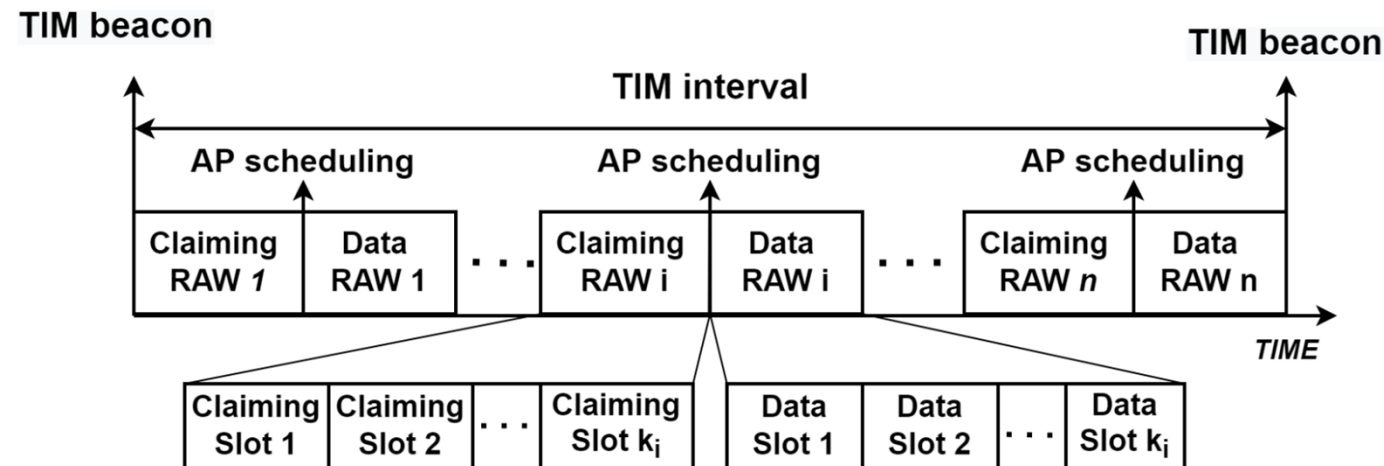 TIM beacon
TIM beacon
TIM interval
AP scheduling
AP scheduling
AP scheduling
Claiming
RAW 1
Data
RAW 1
. . .
Claiming
RAW i
Data
RAW i
. . .
Claiming
RAW n
Data
RAW n
TIME
Claiming
Slot 1
Claiming
Slot 2
. . .
Claiming
Slot kᵢ
Data
Slot 1
Data
Slot 2
. . .
Data
Slot kᵢ